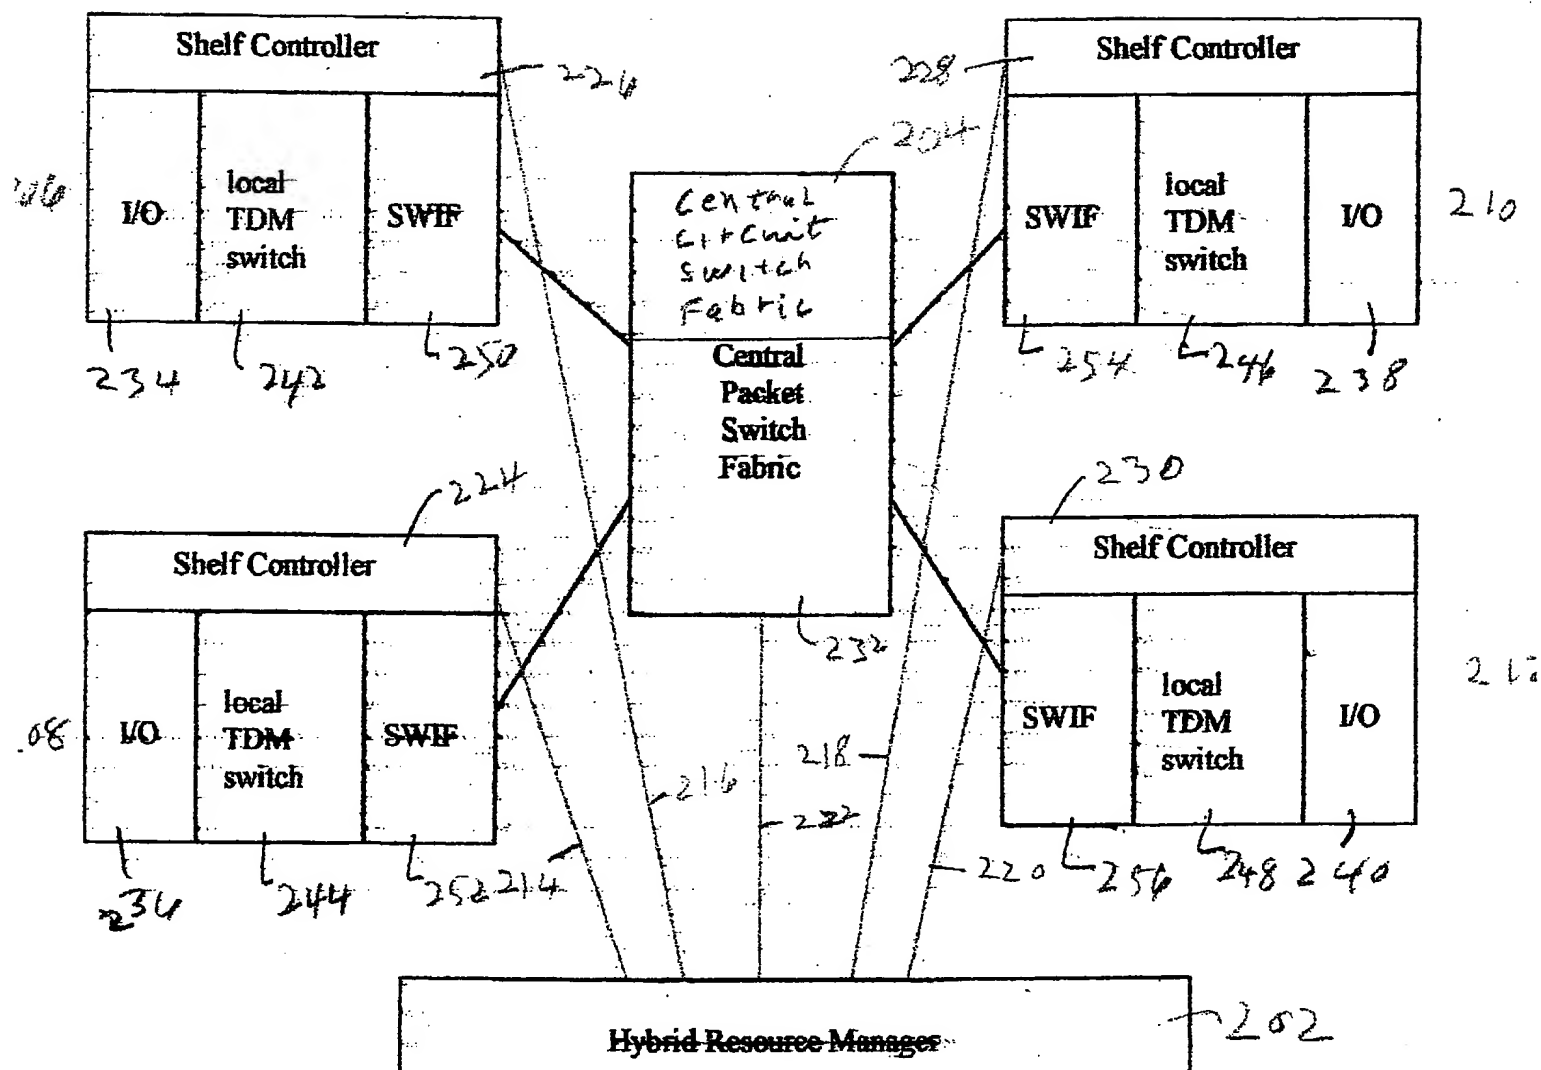 Shelf Controller
226
I/O
local
TDM
switch
SWIF
234
242
250
228
Shelf Controller
SWIF
local
TDM
switch
I/O
210
254
246
238
204
Central
Circuit
Switch
Fabric
Central
Packet
Switch
Fabric
232
224
Shelf Controller
I/O
local
TDM
switch
SWIF
236
244
252
230
Shelf Controller
SWIF
local
TDM
switch
I/O
256
248
240
214
216
222
218
220
Hybrid Resource Manager
202